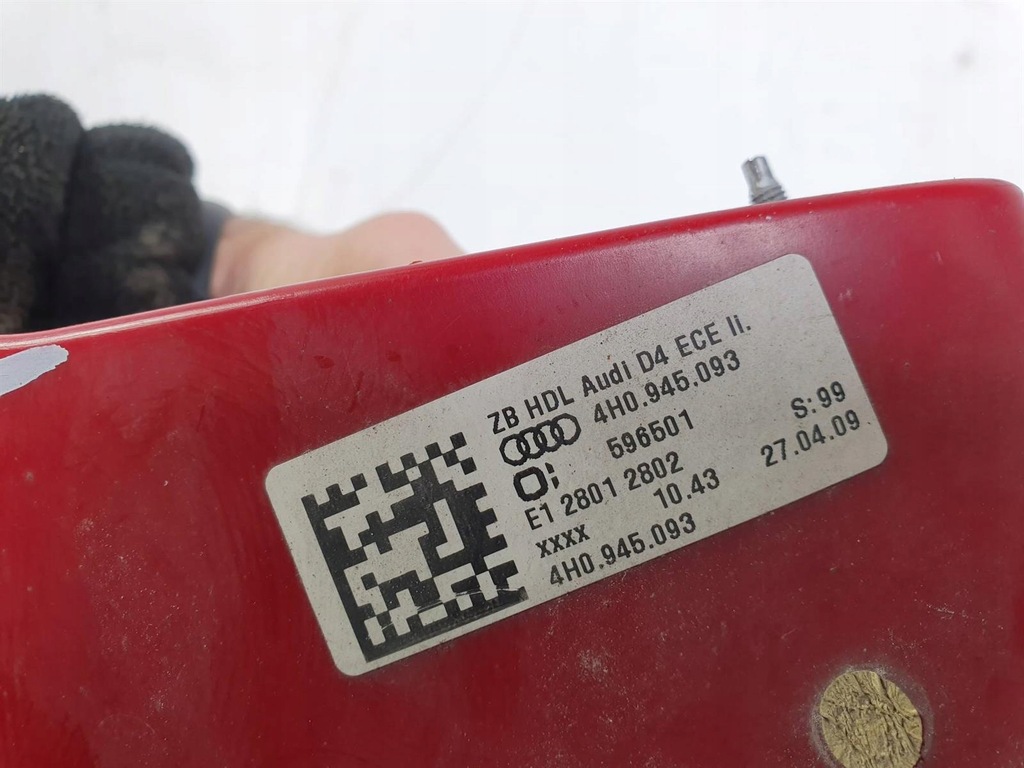 ZB HDL Audi D4 ECE li.
4H0.945.093
596501
E1 2801 2802
S:99
xxxx 10.43 27.04.09
4H0.945.093